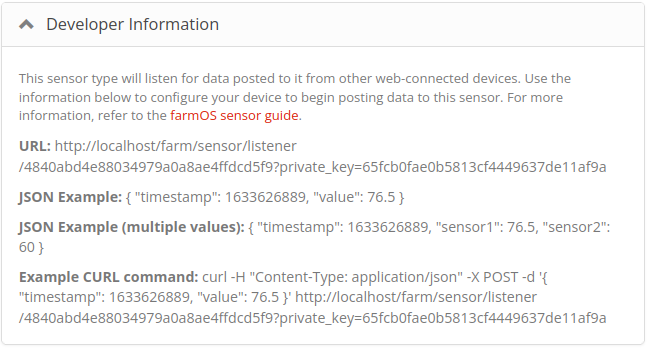 Developer Information
This sensor type will listen for data posted to it from other web-connected devices. Use the
information below to configure your device to begin posting data to this sensor. For more
information, refer to the farmOS sensor guide.
URL: http://localhost/farm/sensor/listener
/4840abd4e88034979a0a8ae4ffdcd5f9?private_key=65fcb0fae0b5813cf4449637de11af9a
JSON Example: { "timestamp": 1633626889, "value": 76.5 }
JSON Example (multiple values): { "timestamp": 1633626889, "sensor1": 76.5, "sensor2":
60 }
Example CURL command: curl -H "Content-Type: application/json" -X POST -d '{
"timestamp": 1633626889, "value": 76.5 }' http://localhost/farm/sensor/listener
/4840abd4e88034979a0a8ae4ffdcd5f9?private_key=65fcb0fae0b5813cf4449637de11af9a